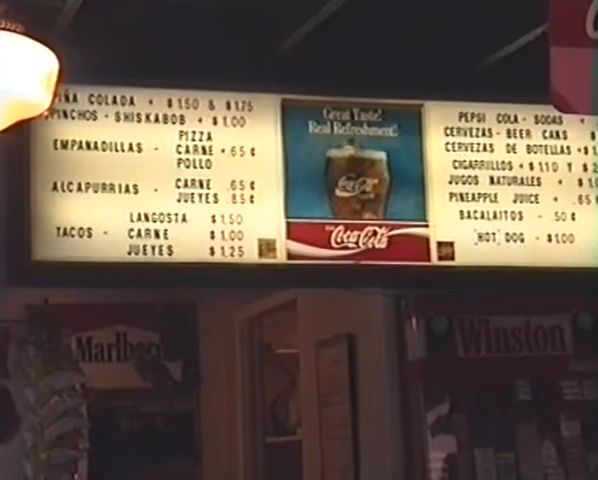 PIÑA COLADA + $1.50 & $1.75
PINCHOS - SHISKABOB + $1.00
PIZZA
EMPANADILLAS - CARNE + .65¢
POLLO
ALCAPURRIAS - CARNE .65¢
JUEYES .85¢
LANGOSTA $1.50
TACOS - CARNE $1.00
JUEYES $1.25
Great Taste!
Real Refreshment!
Coca-Cola
Coca-Cola
PEPSI COLA - SODAS +
CERVEZAS - BEER CANS $
CERVEZAS DE BOTELLAS + $1
CIGARRILLOS + $1.10 Y $
JUGOS NATURALES +
PINEAPPLE JUICE + .65
BACALAITOS - .50¢
[HOT] DOG - $1.00
Marlboro
Winston